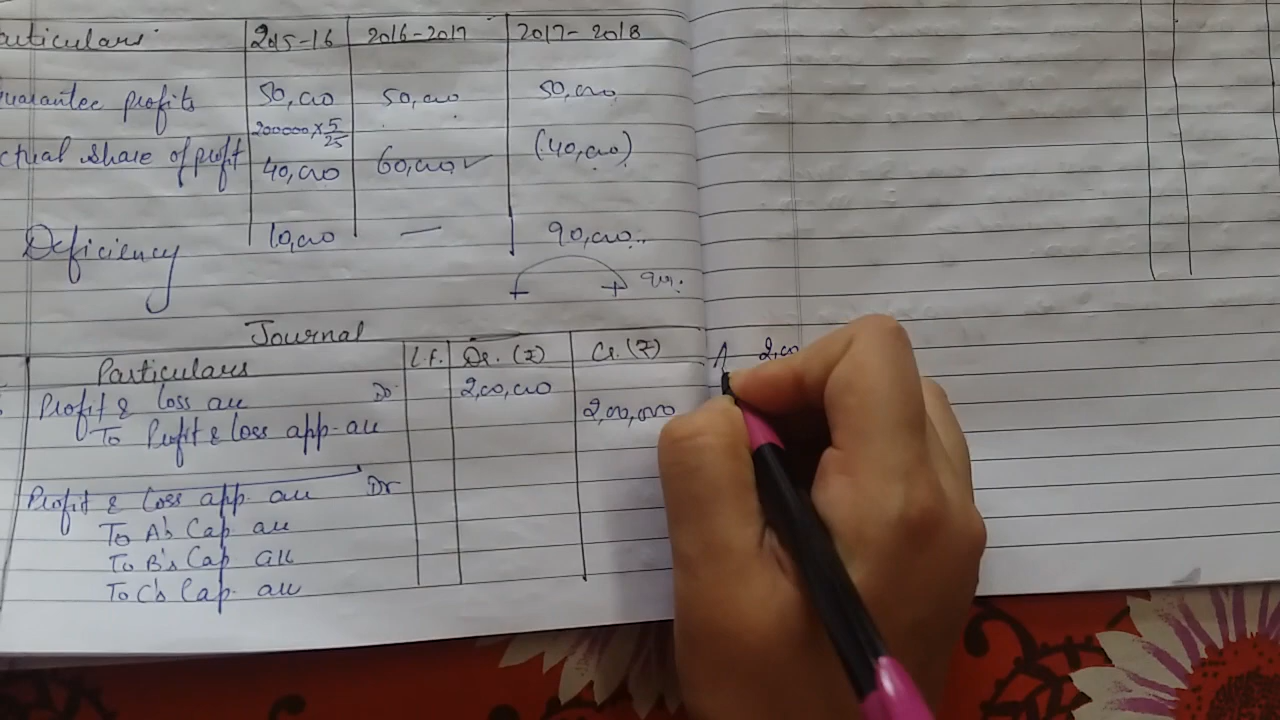 articulars 2015-16 2016-2017 2017-2018
uarantee profits 50,000 50,000 50,000
200000 × 5/25
ctual share of profit 40,000 60,000 (40,000)
Deficiency 10,000 — 90,000
+ +
Journal
Particulars L.F. Dr. (₹) Cr. (₹) A 2,00
Profit & loss a/c Dr 2,00,000
To Profit & loss app. a/c 2,00,000
Profit & Loss app. a/c Dr
To A's Cap a/c
To B's Cap a/c
To C's Cap. a/c